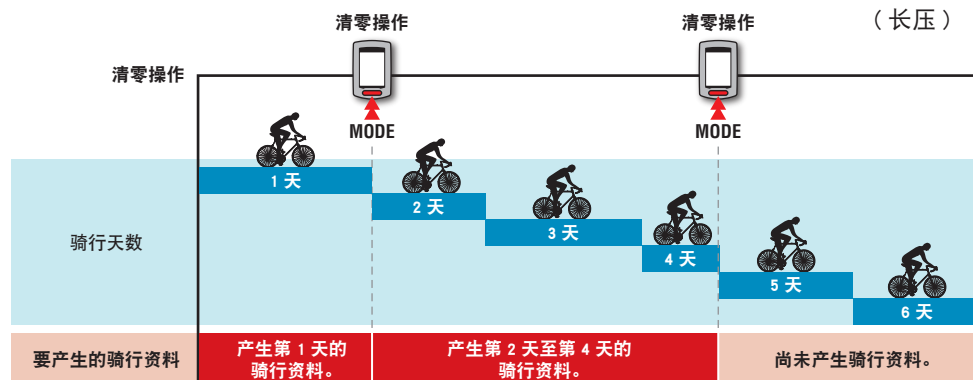 （长压）
清零操作
清零操作
清零操作
MODE
MODE
骑行天数
1 天
2 天
3 天
4 天
5 天
6 天
要产生的骑行资料
产生第 1 天的
骑行资料。
产生第 2 天至第 4 天的
骑行资料。
尚未产生骑行资料。